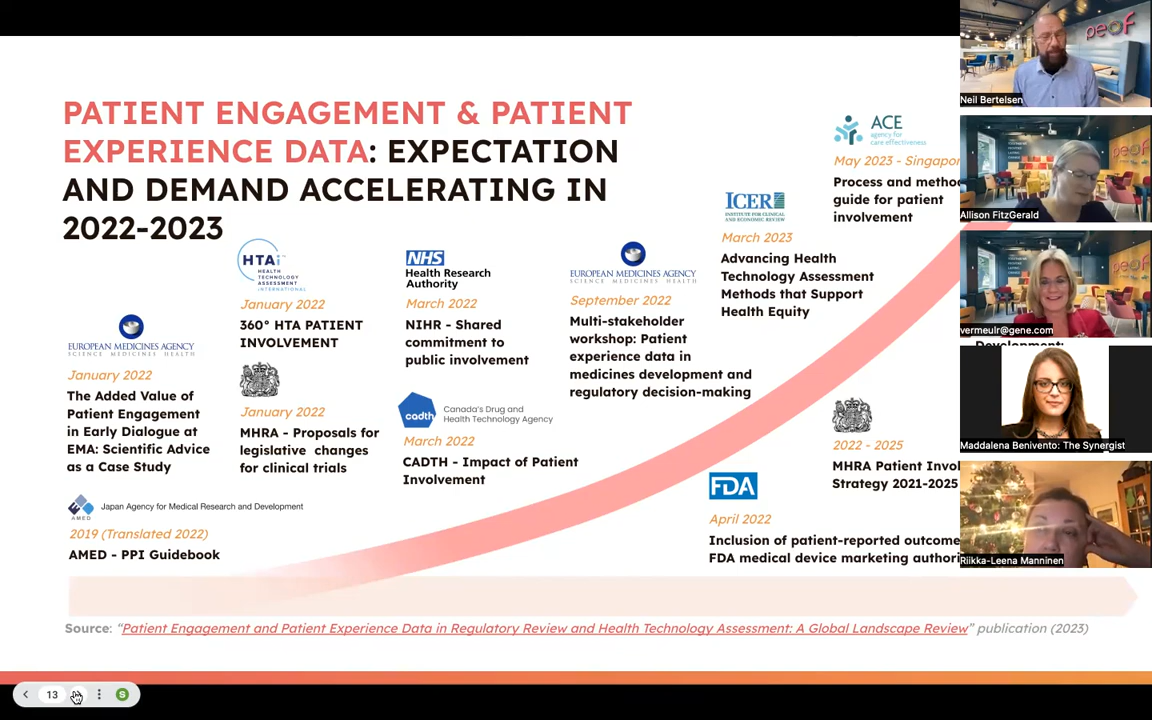 PATIENT ENGAGEMENT & PATIENT
EXPERIENCE DATA: EXPECTATION
AND DEMAND ACCELERATING IN
2022-2023
EUROPEAN MEDICINES AGENCY
SCIENCE MEDICINES HEALTH
January 2022
The Added Value of
Patient Engagement
in Early Dialogue at
EMA: Scientific Advice
as a Case Study
AMED
Japan Agency for Medical Research and Development
2019 (Translated 2022)
AMED - PPI Guidebook
HTAi™
HEALTH
TECHNOLOGY
ASSESSMENT
INTERNATIONAL
January 2022
360° HTA PATIENT
INVOLVEMENT
January 2022
MHRA - Proposals for
legislative changes
for clinical trials
NHS
Health Research
Authority
March 2022
NIHR - Shared
commitment to
public involvement
cadth
Canada's Drug and
Health Technology Agency
March 2022
CADTH - Impact of Patient
Involvement
EUROPEAN MEDICINES AGENCY
SCIENCE MEDICINES HEALTH
September 2022
Multi-stakeholder
workshop: Patient
experience data in
medicines development and
regulatory decision-making
ICER
INSTITUTE FOR CLINICAL
AND ECONOMIC REVIEW
March 2023
Advancing Health
Technology Assessment
Methods that Support
Health Equity
FDA
April 2022
Inclusion of patient-reported outcome
FDA medical device marketing authori
ACE
agency for
care effectiveness
May 2023 - Singapor
Process and metho
guide for patient
involvement
2022 - 2025
MHRA Patient Invol
Strategy 2021-2025
Source: “Patient Engagement and Patient Experience Data in Regulatory Review and Health Technology Assessment: A Global Landscape Review” publication (2023)
13
S
peof
Neil Bertelsen
Allison FitzGerald
peof
vermeulr@gene.com
Development:
Maddalena Benivento: The Synergist
Riikka-Leena Manninen